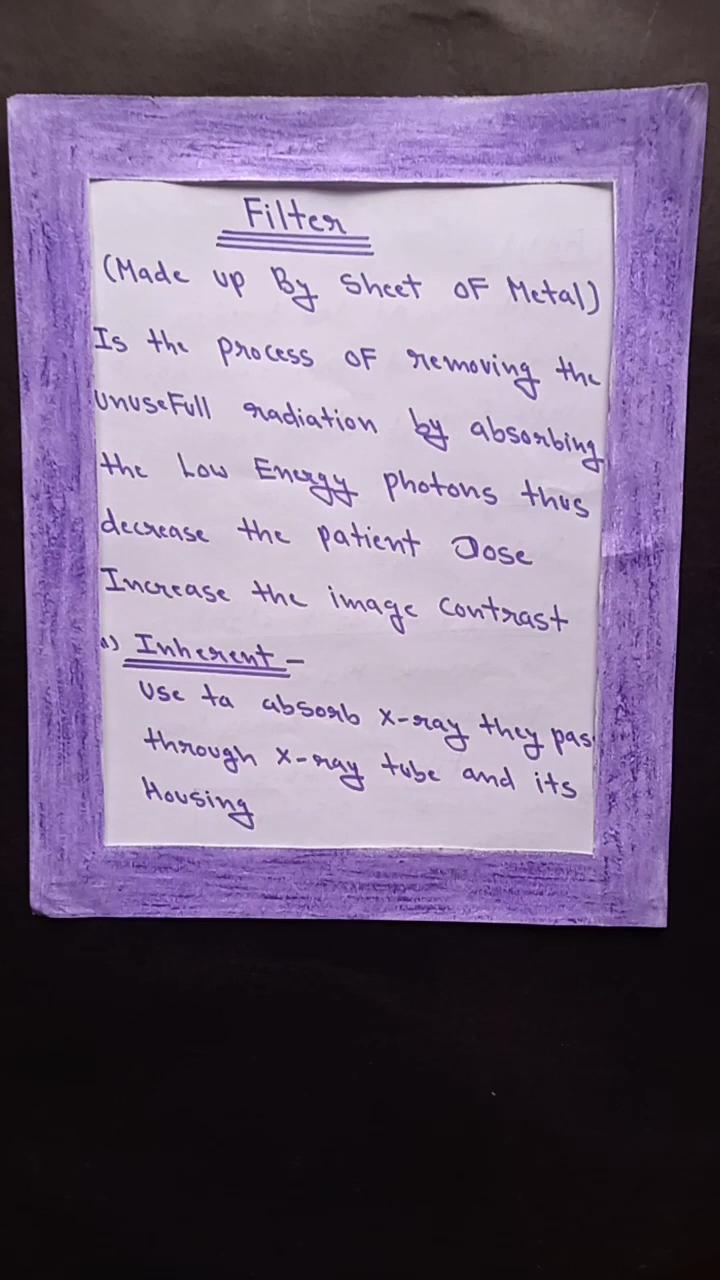 Filter
(Made up By Sheet OF Metal)
Is the process OF removing the
unuseFull radiation by absorbing
the Low Energy photons thus
decrease the patient Dose
Increase the image contrast
a) Inherent -
Use ta absorb x-ray they pas
through x-ray tube and its
Housing